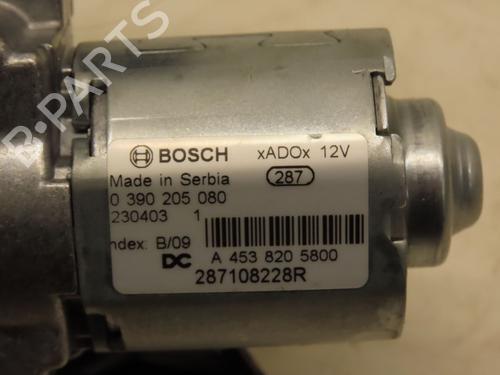 BOSCH xADOx 12V
Made in Serbia 287
0 390 205 080
230403 1
Index: B/09
DC A 453 820 5800
287108228R
B-PARTS